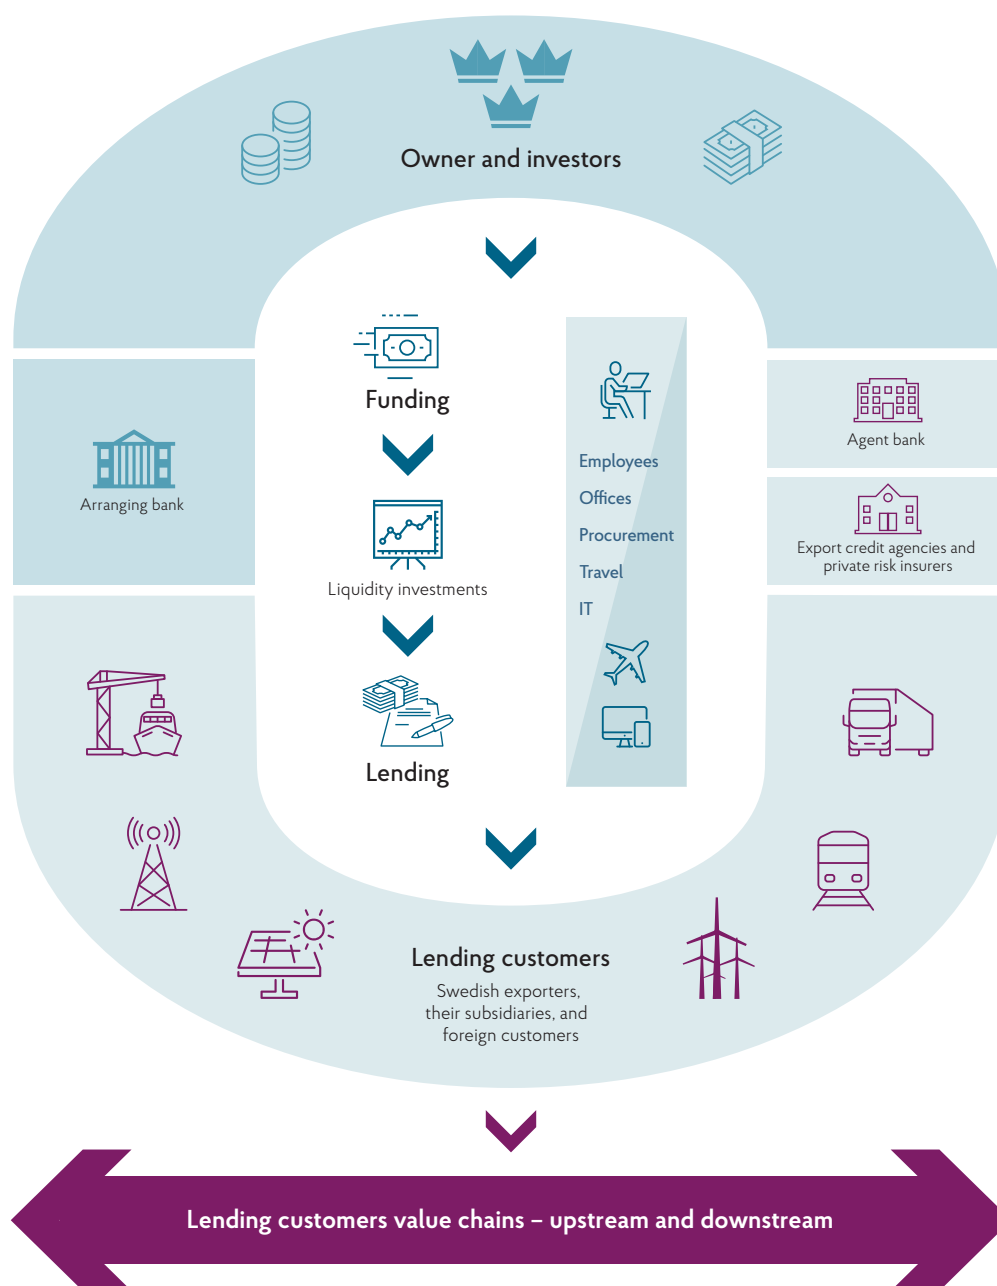 Owner and investors
Funding
Liquidity investments
Lending
Employees
Offices
Procurement
Travel
IT
Arranging bank
Agent bank
Export credit agencies and
private risk insurers
Lending customers
Swedish exporters,
their subsidiaries, and
foreign customers
Lending customers value chains – upstream and downstream